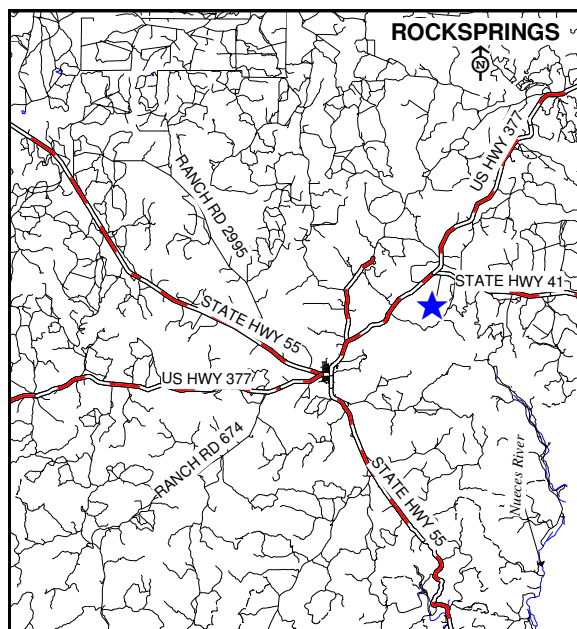 ROCKSPRINGS
N
US HWY 377
RANCH RD 2995
STATE HWY 41
STATE HWY 55
US HWY 377
RANCH RD 674
STATE HWY 55
Nueces River